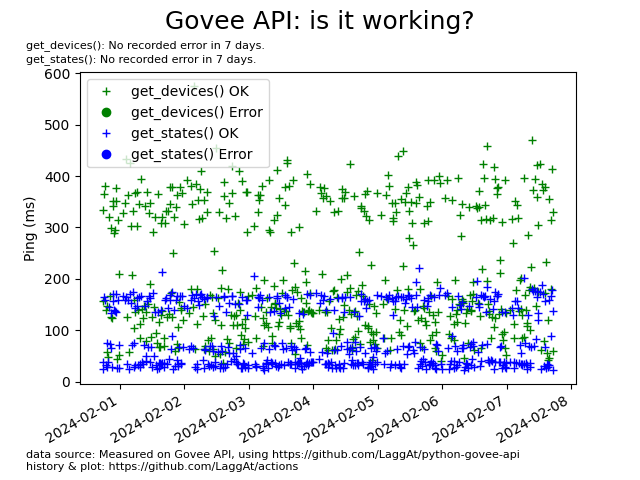 Govee API: is it working?
get_devices(): No recorded error in 7 days.
get_states(): No recorded error in 7 days.
600
500
400
300
200
100
0
Ping (ms)
get_devices() OK
get_devices() Error
get_states() OK
get_states() Error
2024-02-01
2024-02-02
2024-02-03
2024-02-04
2024-02-05
2024-02-06
2024-02-07
2024-02-08
data source: Measured on Govee API, using https://github.com/LaggAt/python-govee-api
history & plot: https://github.com/LaggAt/actions